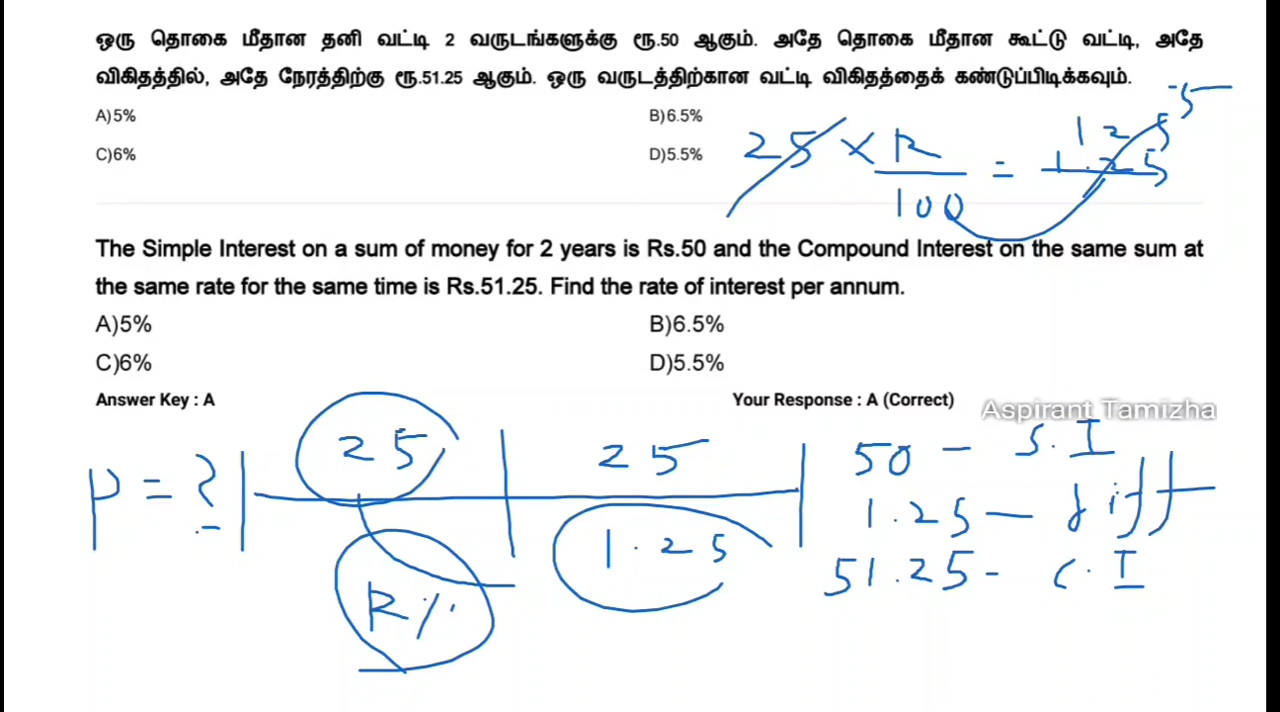 ஒரு தொகை மீதான தனி வட்டி 2 வருடங்களுக்கு ரூ.50 ஆகும். அதே தொகை மீதான கூட்டு வட்டி, அதே
விகிதத்தில், அதே நேரத்திற்கு ரூ.51.25 ஆகும். ஒரு வருடத்திற்கான வட்டி விகிதத்தைக் கண்டுப்பிடிக்கவும்.
A)5% B)6.5%
C)6% D)5.5%
25 × R/100 = 1.25
125 5
The Simple Interest on a sum of money for 2 years is Rs.50 and the Compound Interest on the same sum at
the same rate for the same time is Rs.51.25. Find the rate of interest per annum.
A)5% B)6.5%
C)6% D)5.5%
Answer Key : A Your Response : A (Correct)
Aspirant Tamizha
P = ? 25 25 50 - S.I
1.25 1.25 - diff
R% 51.25 - C.I